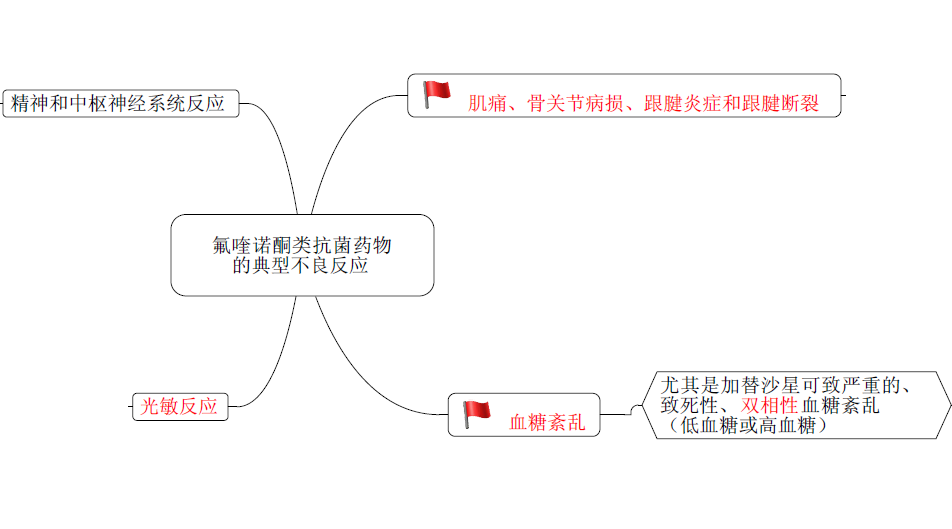 肌痛、骨关节病损、跟腱炎症和跟腱断裂
精神和中枢神经系统反应
氟喹诺酮类抗菌药物
的典型不良反应
尤其是加替沙星可致严重的、
致死性、双相性血糖紊乱
（低血糖或高血糖）
光敏反应
血糖紊乱